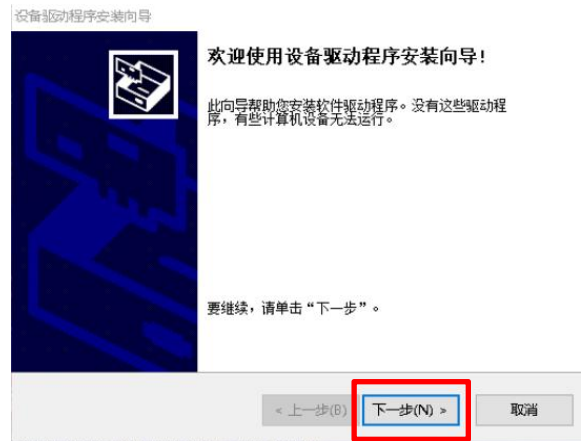 设备驱动程序安装向导
欢迎使用设备驱动程序安装向导!
此向导帮助您安装软件驱动程序。没有这些驱动程
序，有些计算机设备无法运行。
要继续，请单击“下一步”。
< 上一步(B)
下一步(N) >
取消